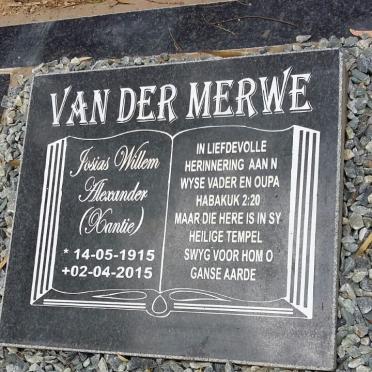 VAN DER MERWE
Josias Willem
Alexander
(Xantie)
* 14-05-1915
+02-04-2015
IN LIEFDEVOLLE
HERINNERING AAN N
WYSE VADER EN OUPA
HABAKUK 2:20
MAAR DIE HERE IS IN SY
HEILIGE TEMPEL
SWYG VOOR HOM O
GANSE AARDE